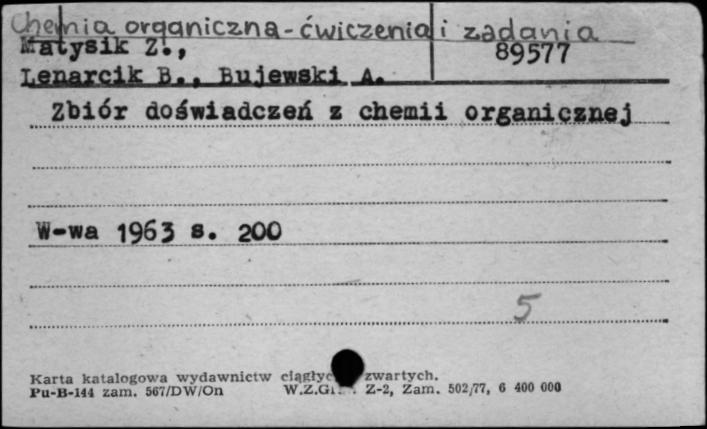 Chemia organiczna - ćwiczenia i zadania
Matysik Z., 89577
Lenarcik B., Bujewski A.
Zbiór doświadczeń z chemii organicznej
W-wa 1963 s. 200
5
Karta katalogowa wydawnictw zwartych.
Pu-B-144 zam. 567/DW/On Z-2, Zam. 502/77, 6 400 000